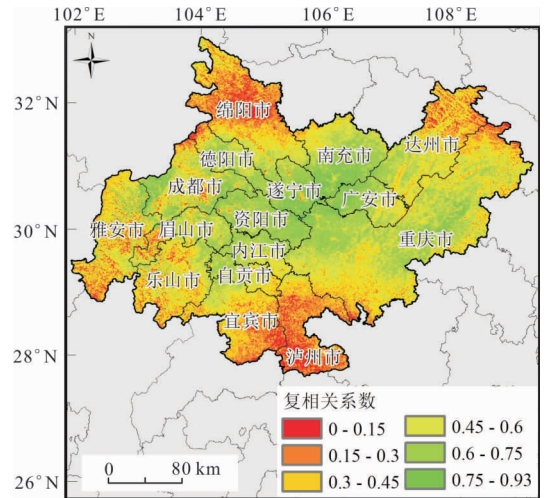 102°E 104°E 106°E 108°E
N
32°N
30°N
28°N
26°N
绵阳市
达州市
德阳市
南充市
成都市
遂宁市
广安市
雅安市
眉山市
资阳市
重庆市
内江市
乐山市
自贡市
宜宾市
泸州市
复相关系数
0 - 0.15
0.15 - 0.3
0.3 - 0.45
0.45 - 0.6
0.6 - 0.75
0.75 - 0.93
0 80 km